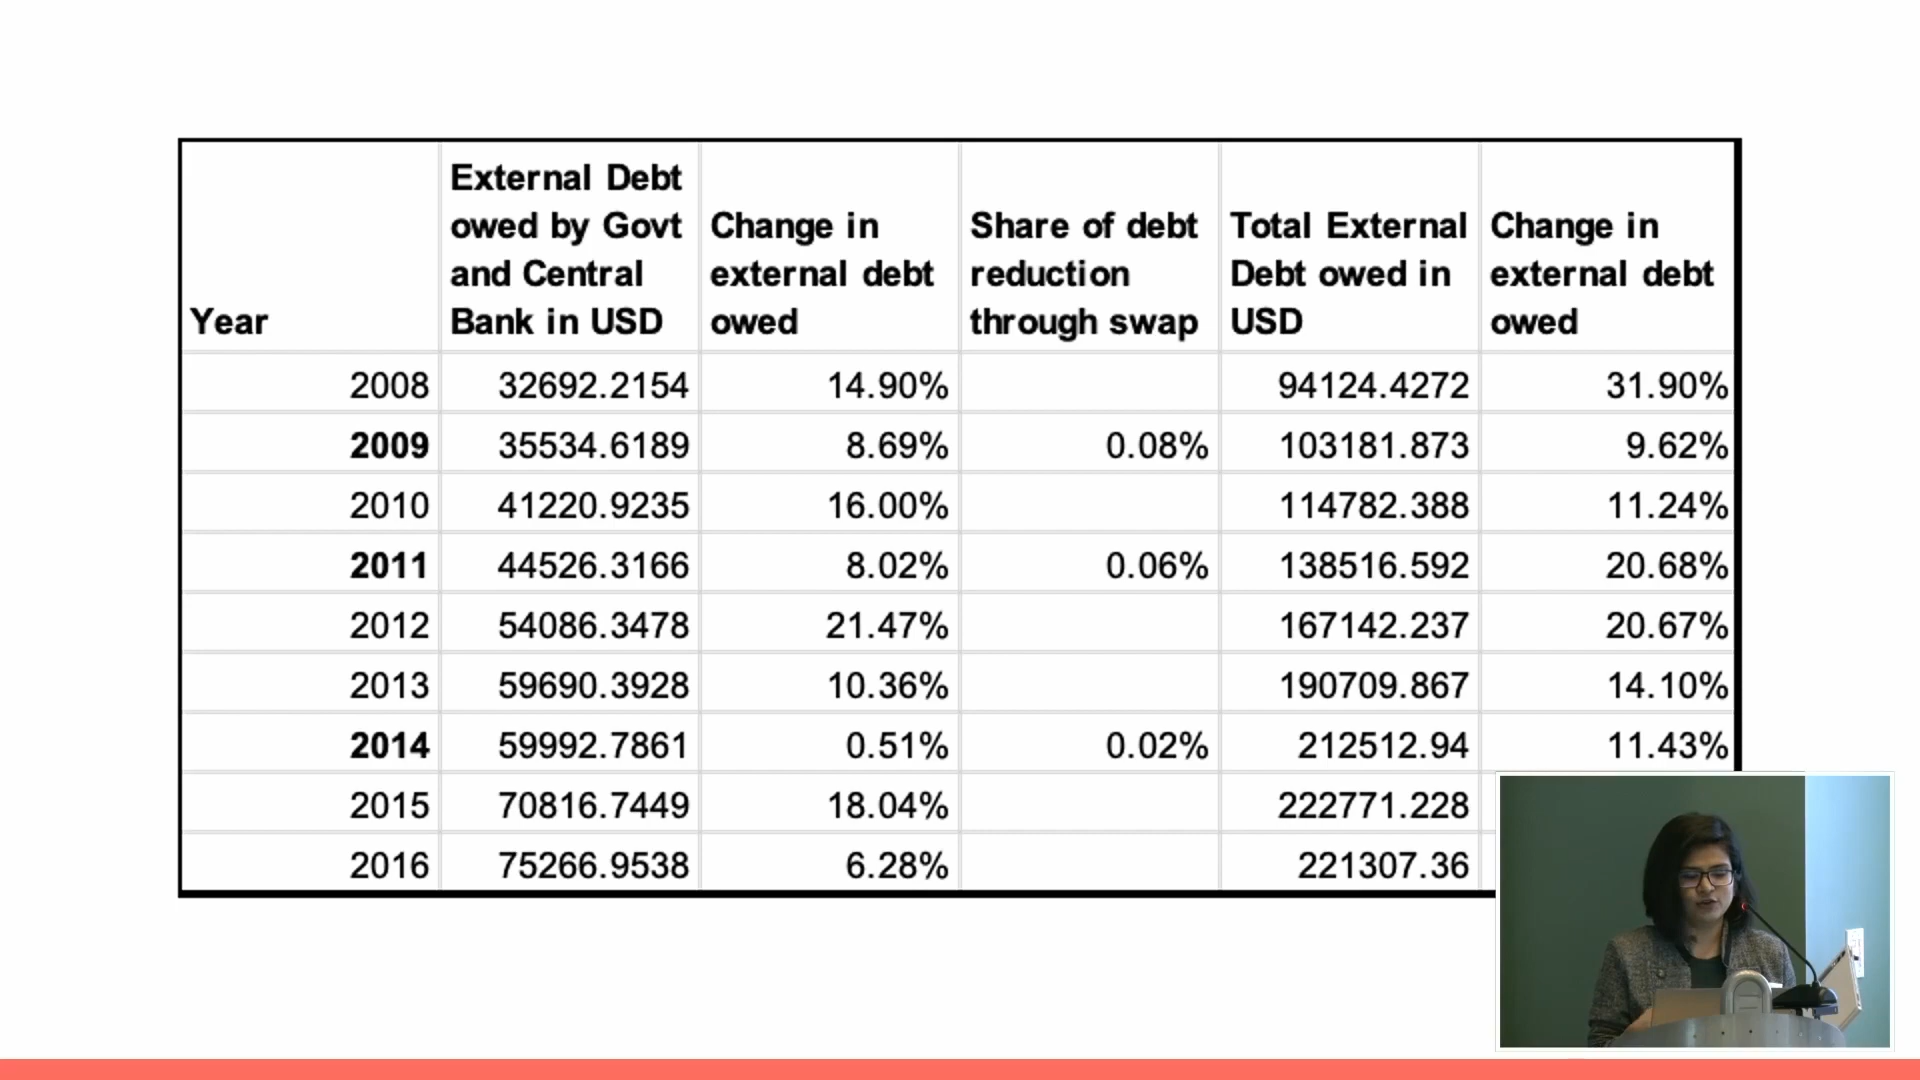 Year
External Debt
owed by Govt
and Central
Bank in USD
Change in
external debt
owed
Share of debt
reduction
through swap
Total External
Debt owed in
USD
Change in
external debt
owed
2008 32692.2154 14.90% 94124.4272 31.90%
2009 35534.6189 8.69% 0.08% 103181.873 9.62%
2010 41220.9235 16.00% 114782.388 11.24%
2011 44526.3166 8.02% 0.06% 138516.592 20.68%
2012 54086.3478 21.47% 167142.237 20.67%
2013 59690.3928 10.36% 190709.867 14.10%
2014 59992.7861 0.51% 0.02% 212512.94 11.43%
2015 70816.7449 18.04% 222771.228
2016 75266.9538 6.28% 221307.36